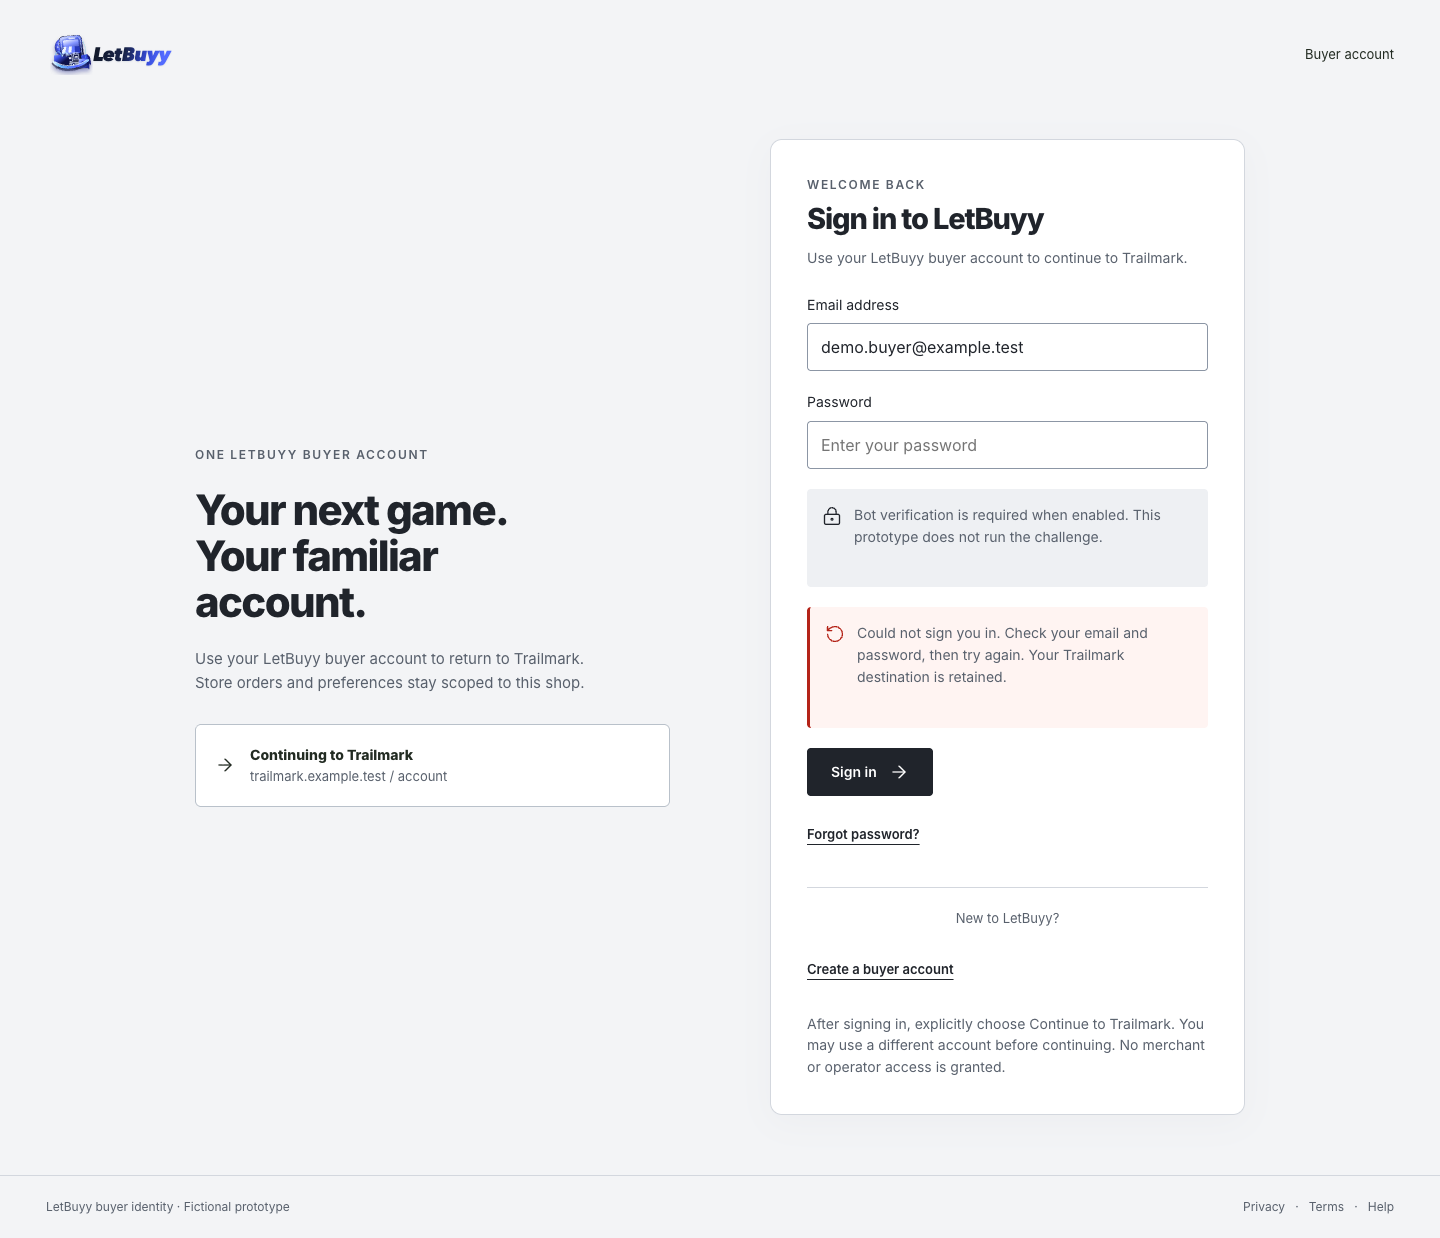 LetBuyy
Buyer account
ONE LETBUYY BUYER ACCOUNT
Your next game.
Your familiar
account.
Use your LetBuyy buyer account to return to Trailmark.
Store orders and preferences stay scoped to this shop.
Continuing to Trailmark
trailmark.example.test / account
WELCOME BACK
Sign in to LetBuyy
Use your LetBuyy buyer account to continue to Trailmark.
Email address
demo.buyer@example.test
Password
Enter your password
Bot verification is required when enabled. This
prototype does not run the challenge.
Could not sign you in. Check your email and
password, then try again. Your Trailmark
destination is retained.
Sign in
Forgot password?
New to LetBuyy?
Create a buyer account
After signing in, explicitly choose Continue to Trailmark. You
may use a different account before continuing. No merchant
or operator access is granted.
LetBuyy buyer identity · Fictional prototype
Privacy · Terms · Help